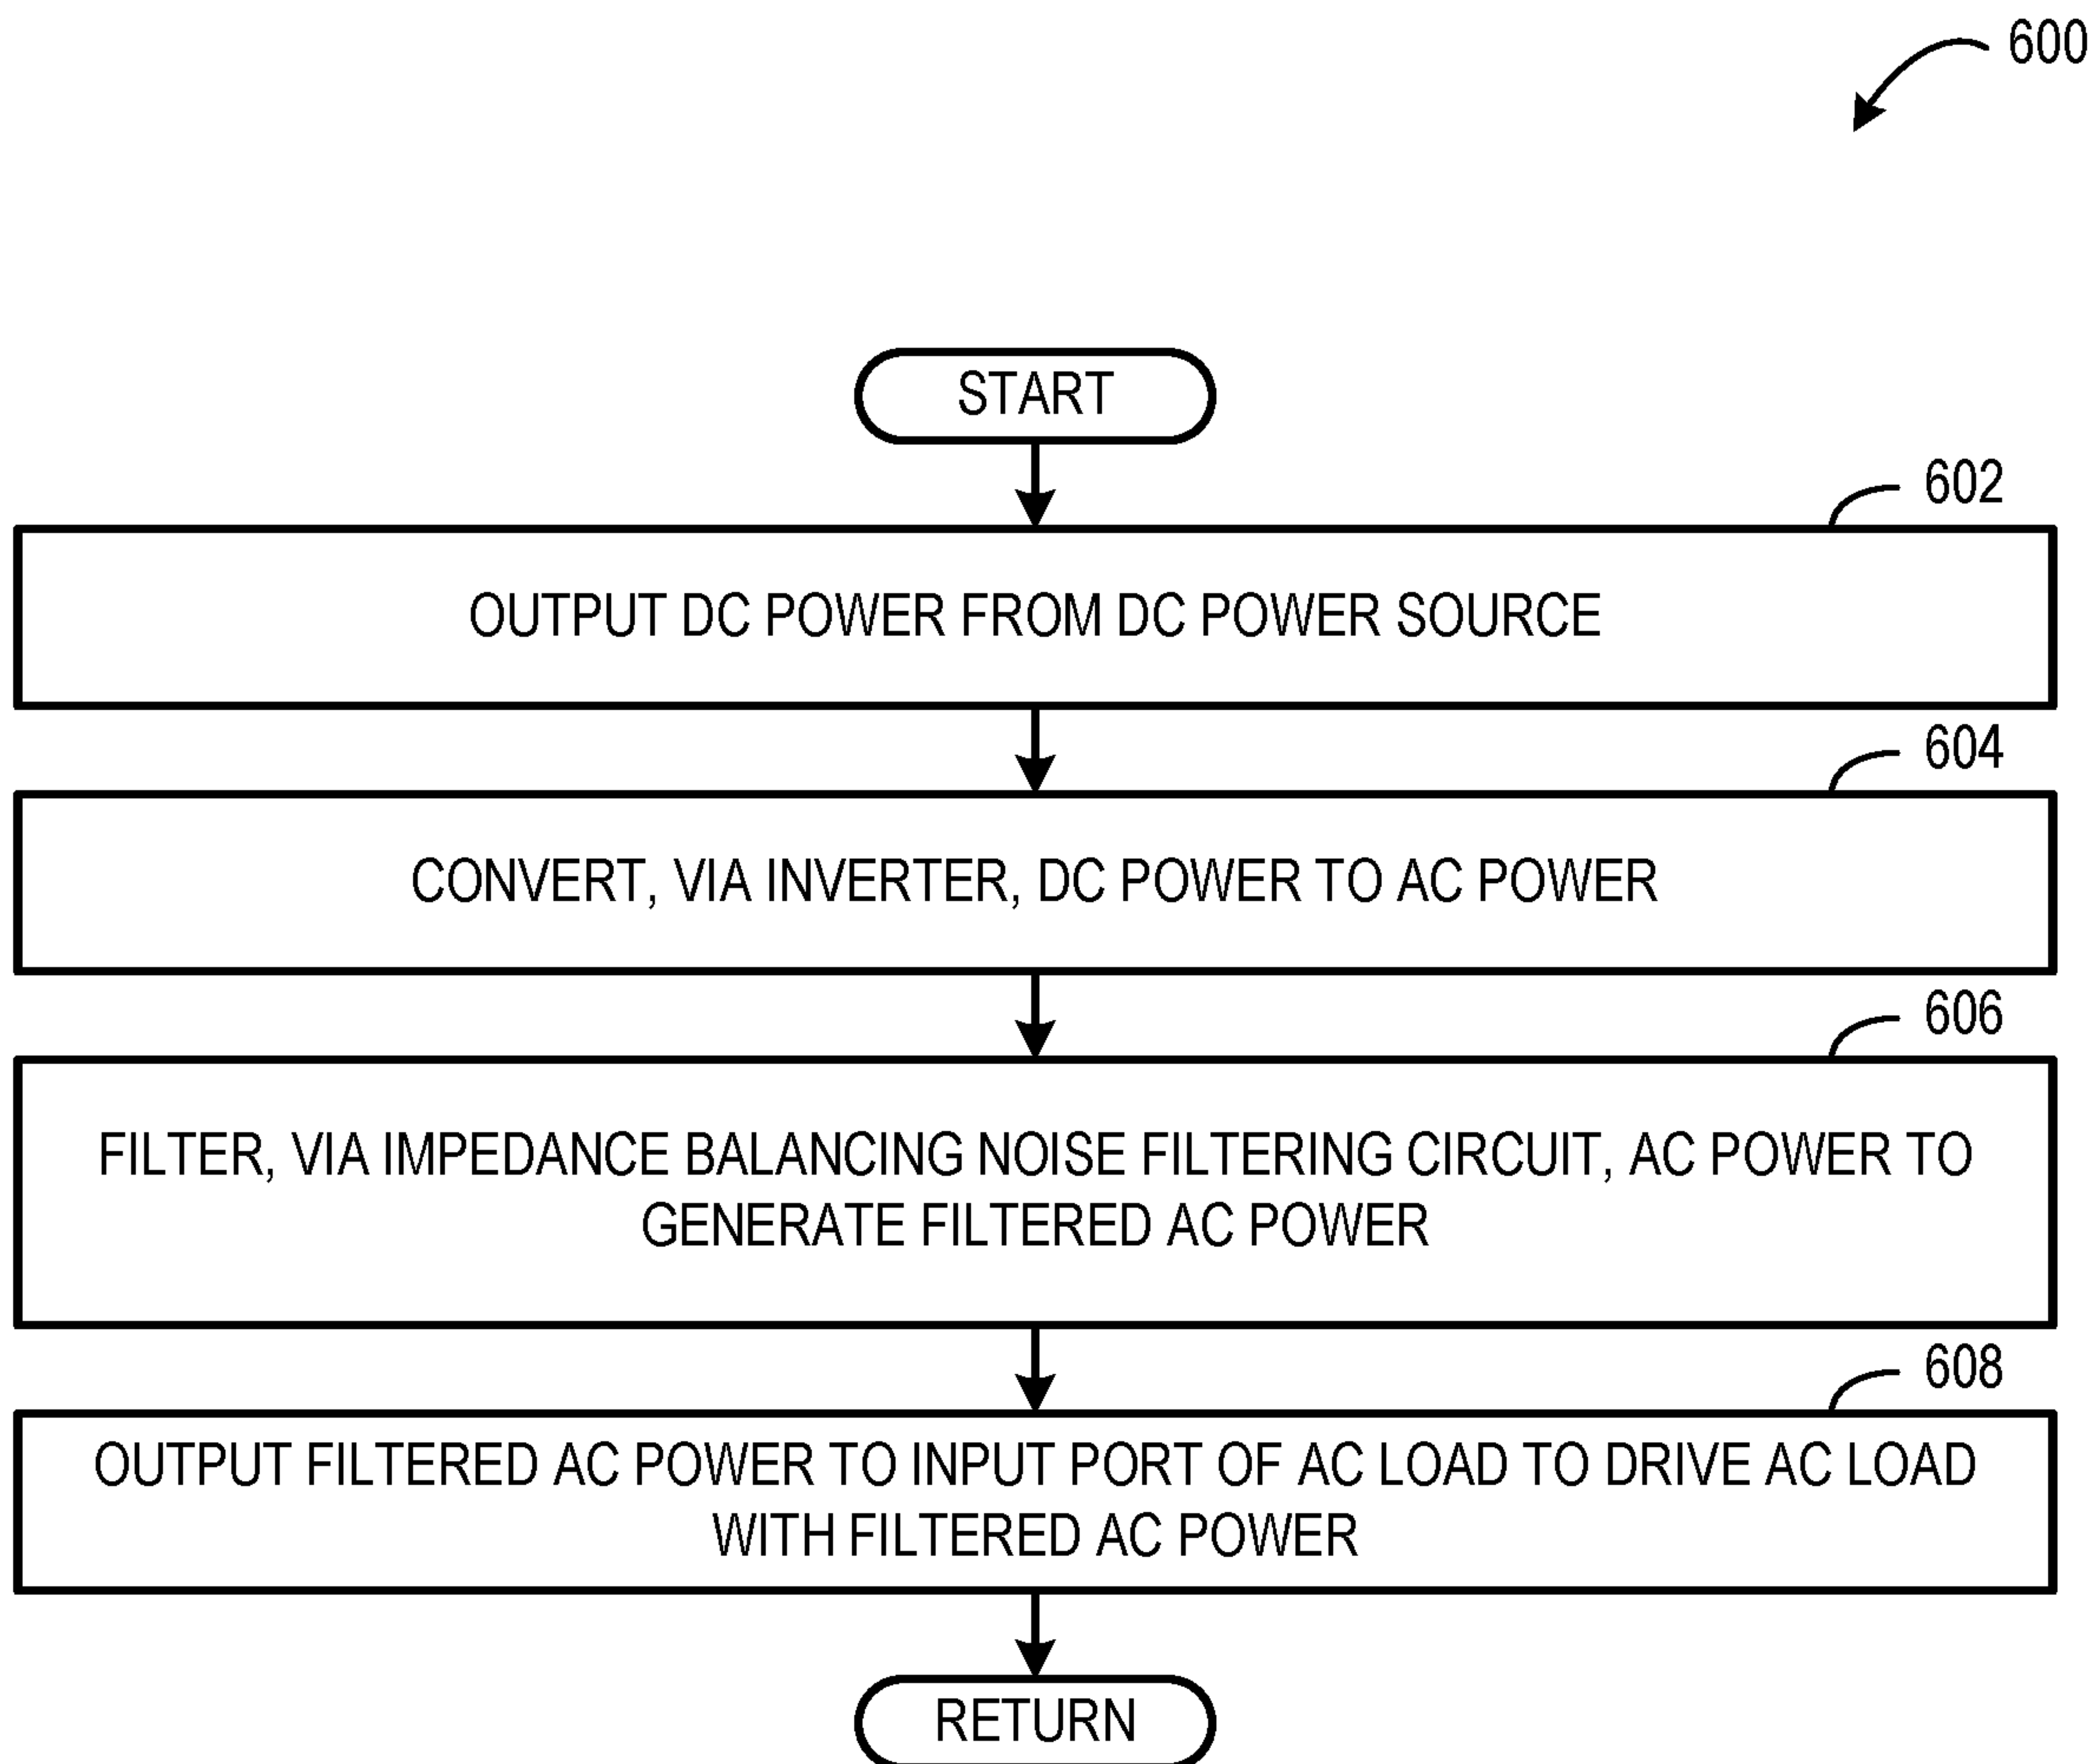 600
START
602
OUTPUT DC POWER FROM DC POWER SOURCE
604
CONVERT, VIA INVERTER, DC POWER TO AC POWER
606
FILTER, VIA IMPEDANCE BALANCING NOISE FILTERING CIRCUIT, AC POWER TO
GENERATE FILTERED AC POWER
608
OUTPUT FILTERED AC POWER TO INPUT PORT OF AC LOAD TO DRIVE AC LOAD
WITH FILTERED AC POWER
RETURN